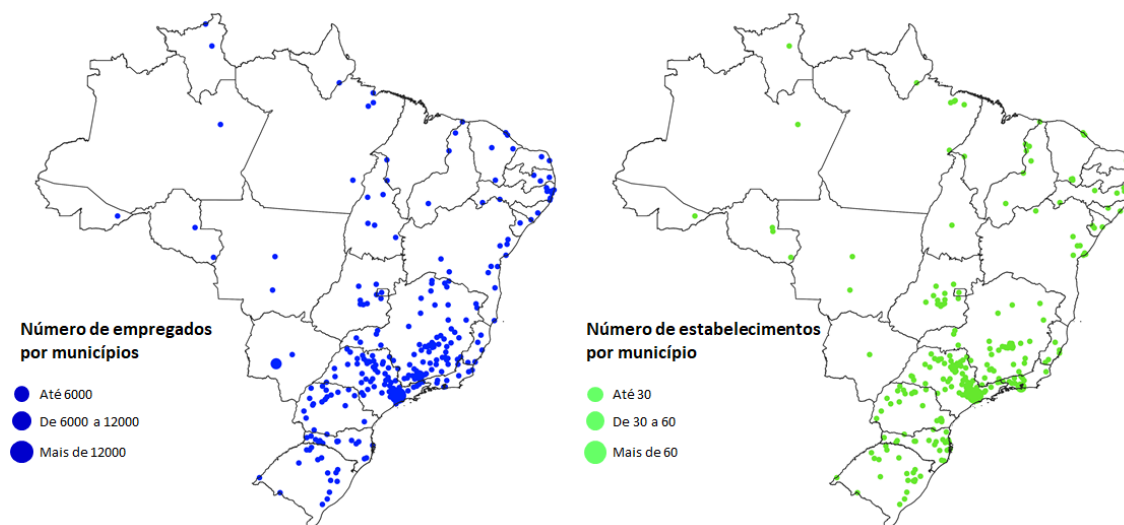 Número de empregados
por municípios
Até 6000
De 6000 a 12000
Mais de 12000
Número de estabelecimentos
por município
Até 30
De 30 a 60
Mais de 60